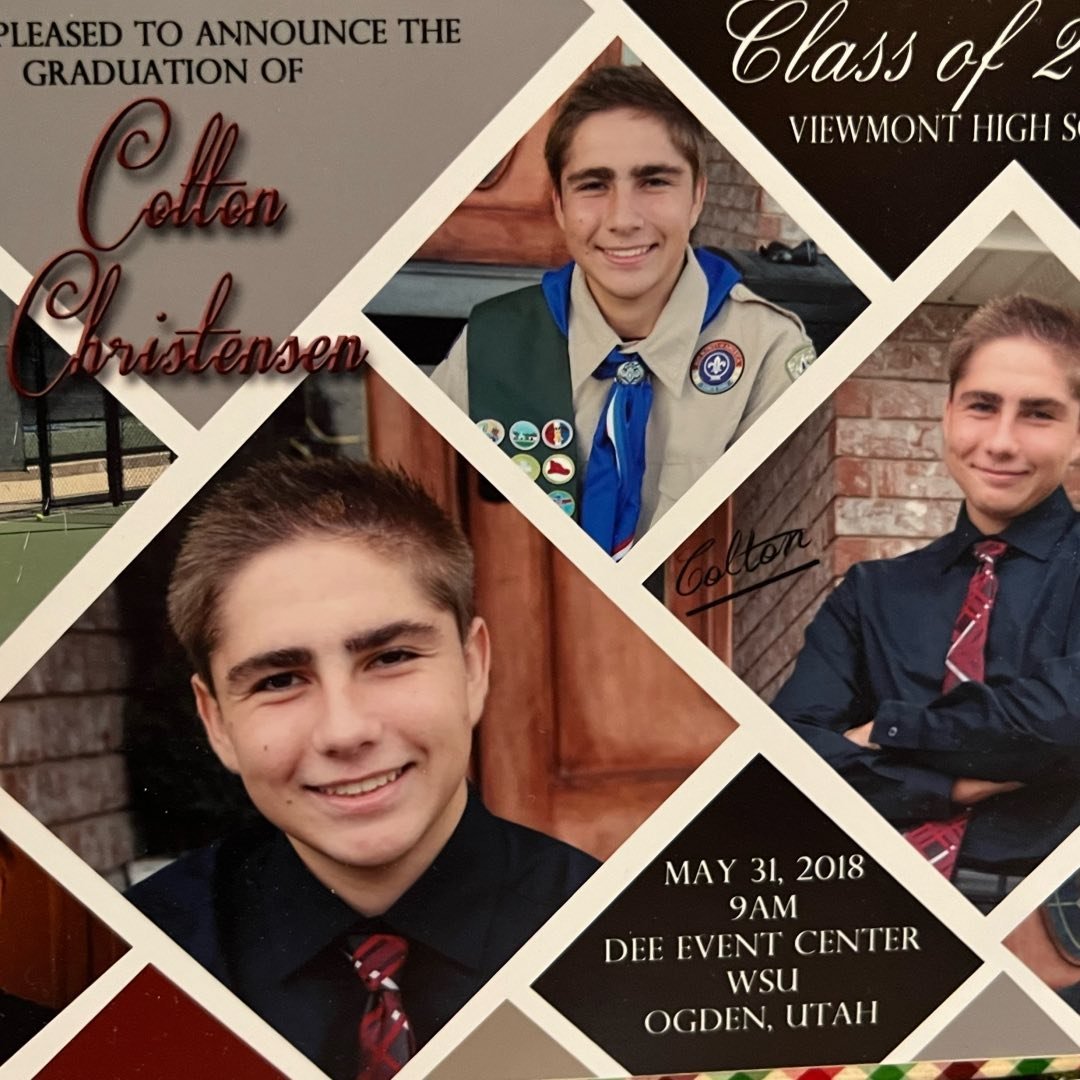 PLEASED TO ANNOUNCE THE
GRADUATION OF
Colton
Christensen
Class of 2
VIEWMONT HIGH
Colton
MAY 31, 2018
9AM
DEE EVENT CENTER
WSU
OGDEN, UTAH